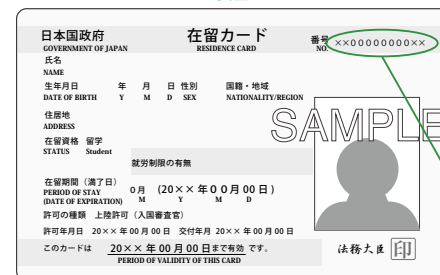 日本国政府 在留カード 番号 ××00000000××
GOVERNMENT OF JAPAN RESIDENCE CARD NO.
氏名
NAME
生年月日 年 月 日 性別 国籍・地域
DATE OF BIRTH Y M D SEX NATIONALITY/REGION
住居地
ADDRESS
SAMPLE
在留資格 留学
STATUS Student
就労制限の有無
在留期間(満了日) 0月 (20××年00月00日)
PERIOD OF STAY
(DATE OF EXPIRATION) M Y M D
許可の種類 上陸許可(入国審査官)
許可年月日 20××年00月00日 交付年月 20××年00月00日
このカードは 20××年00月00日まで有効 です。
PERIOD OF VALIDITY OF THIS CARD
法務大臣 印